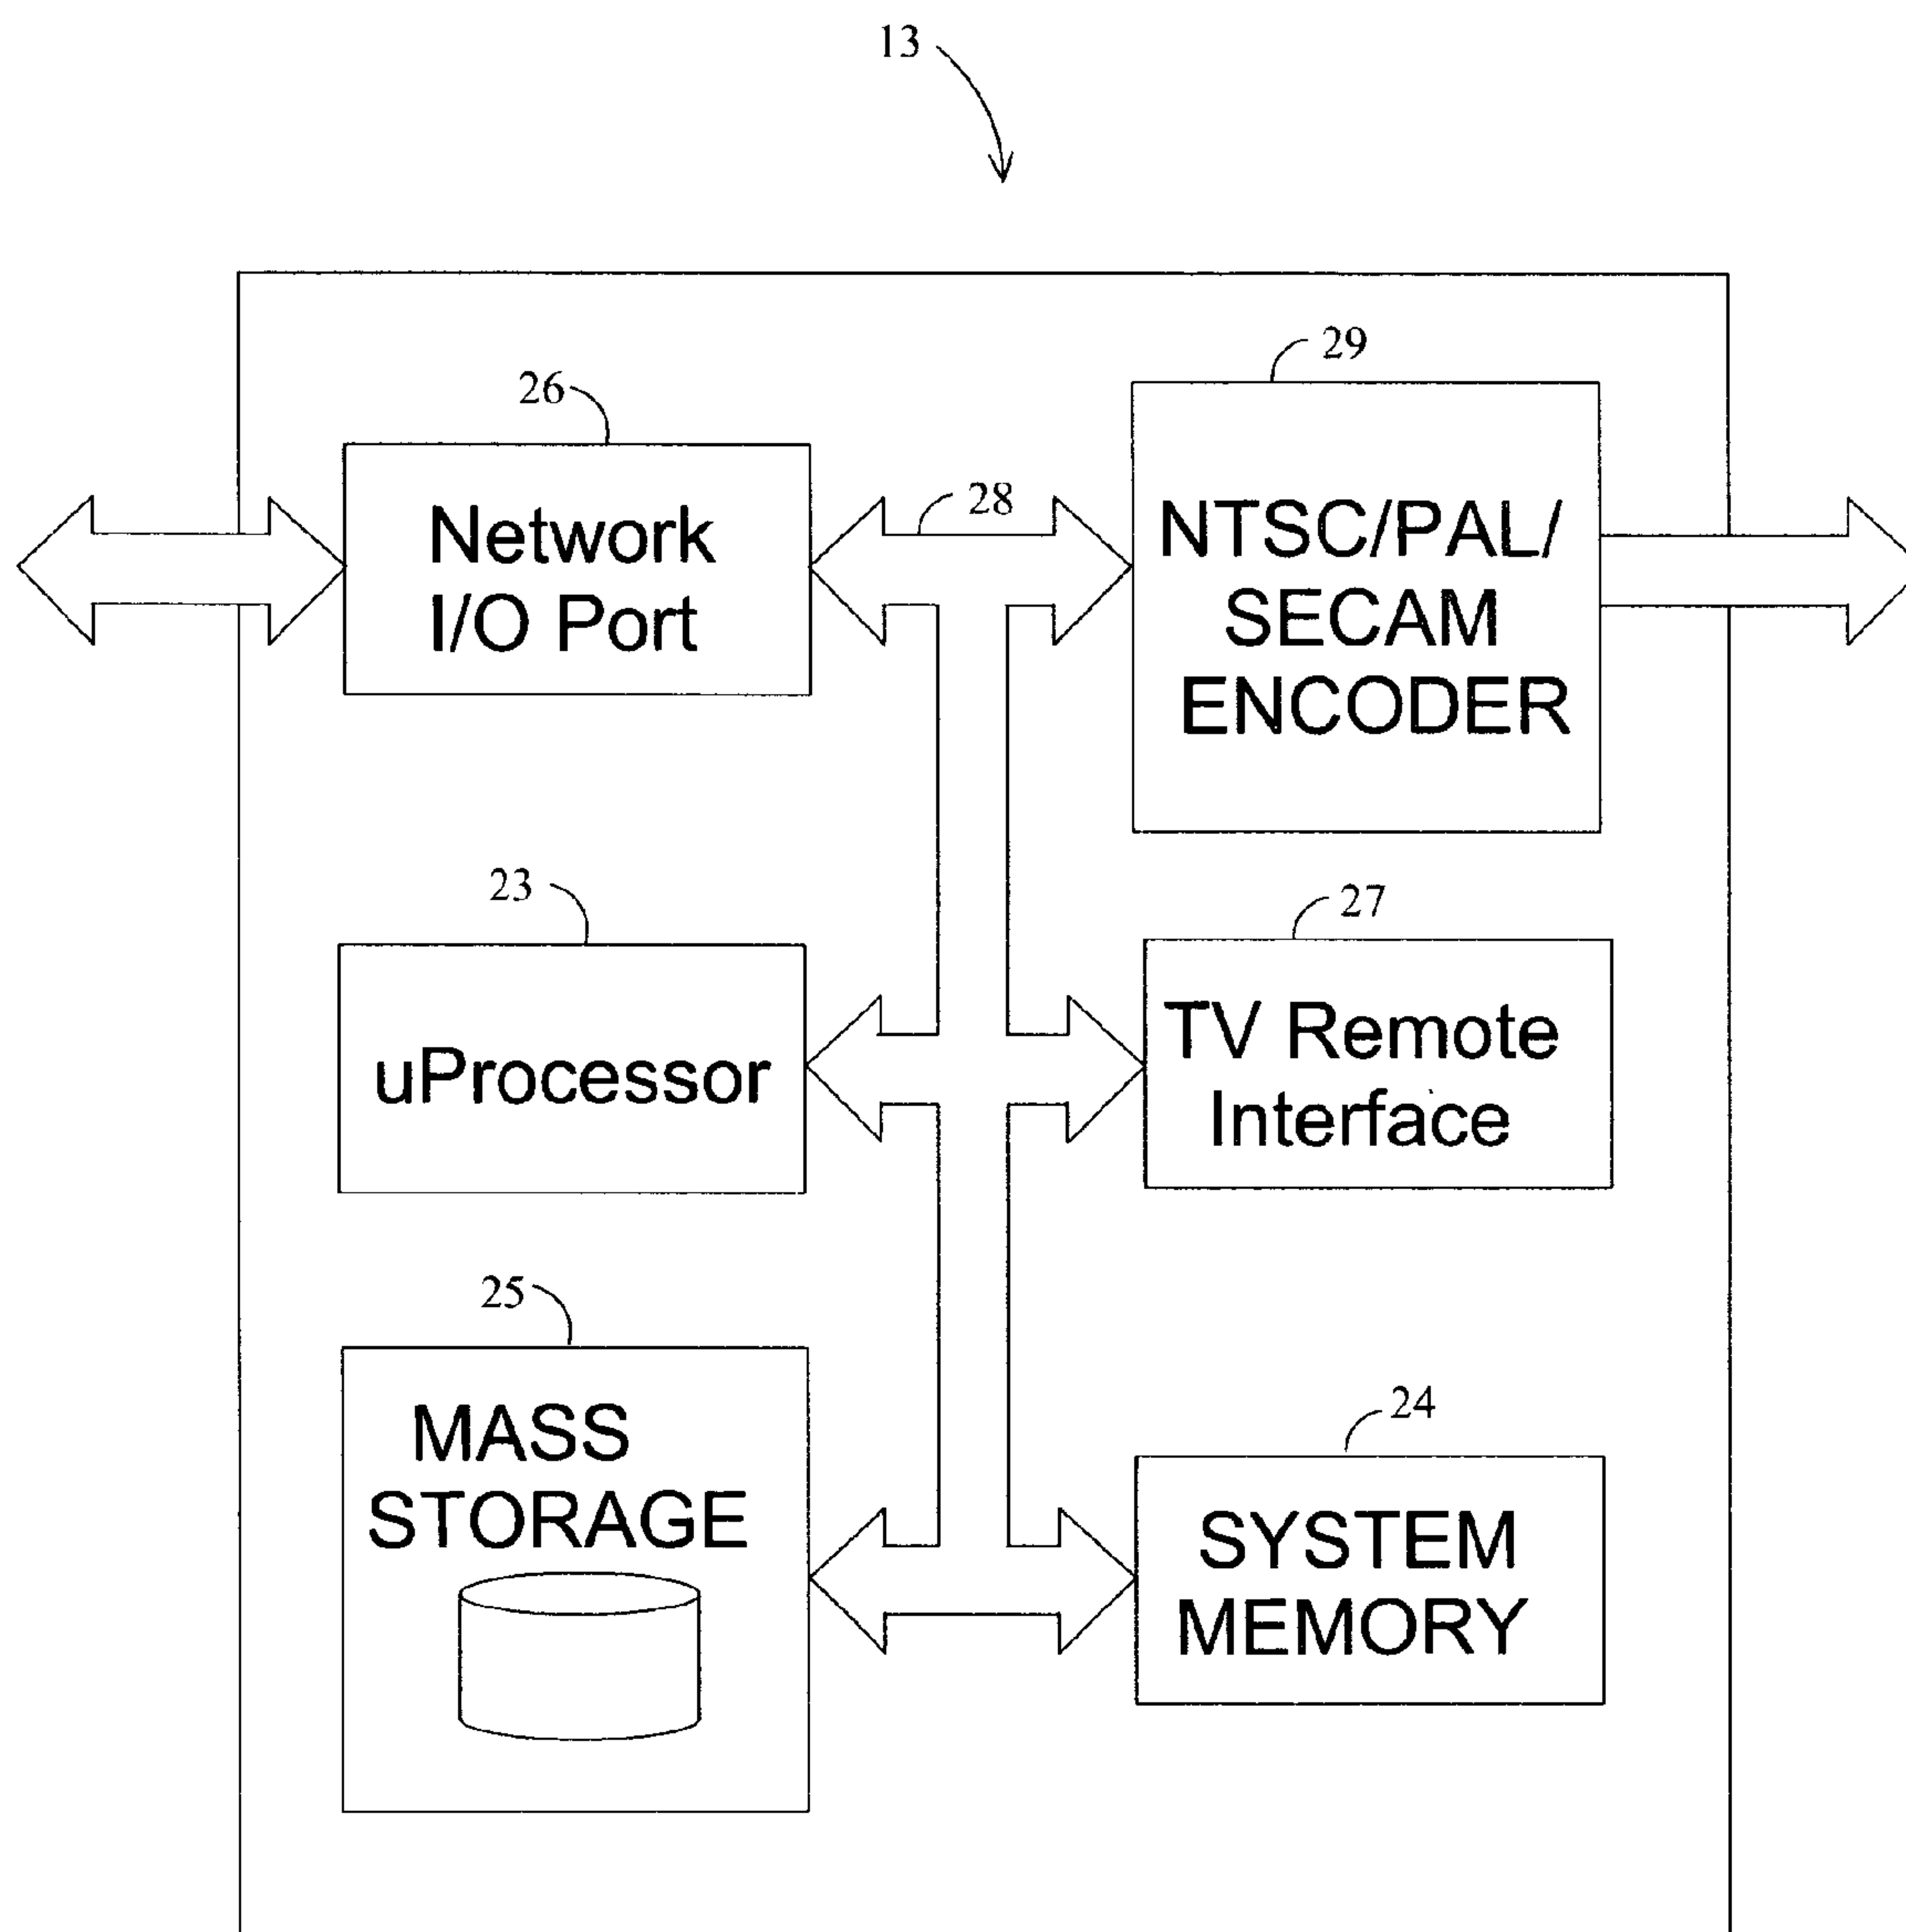 13
29
26
28
Network
I/O Port
NTSC/PAL/
SECAM
ENCODER
23
27
uProcessor
TV Remote
Interface
25
24
MASS
STORAGE
SYSTEM
MEMORY